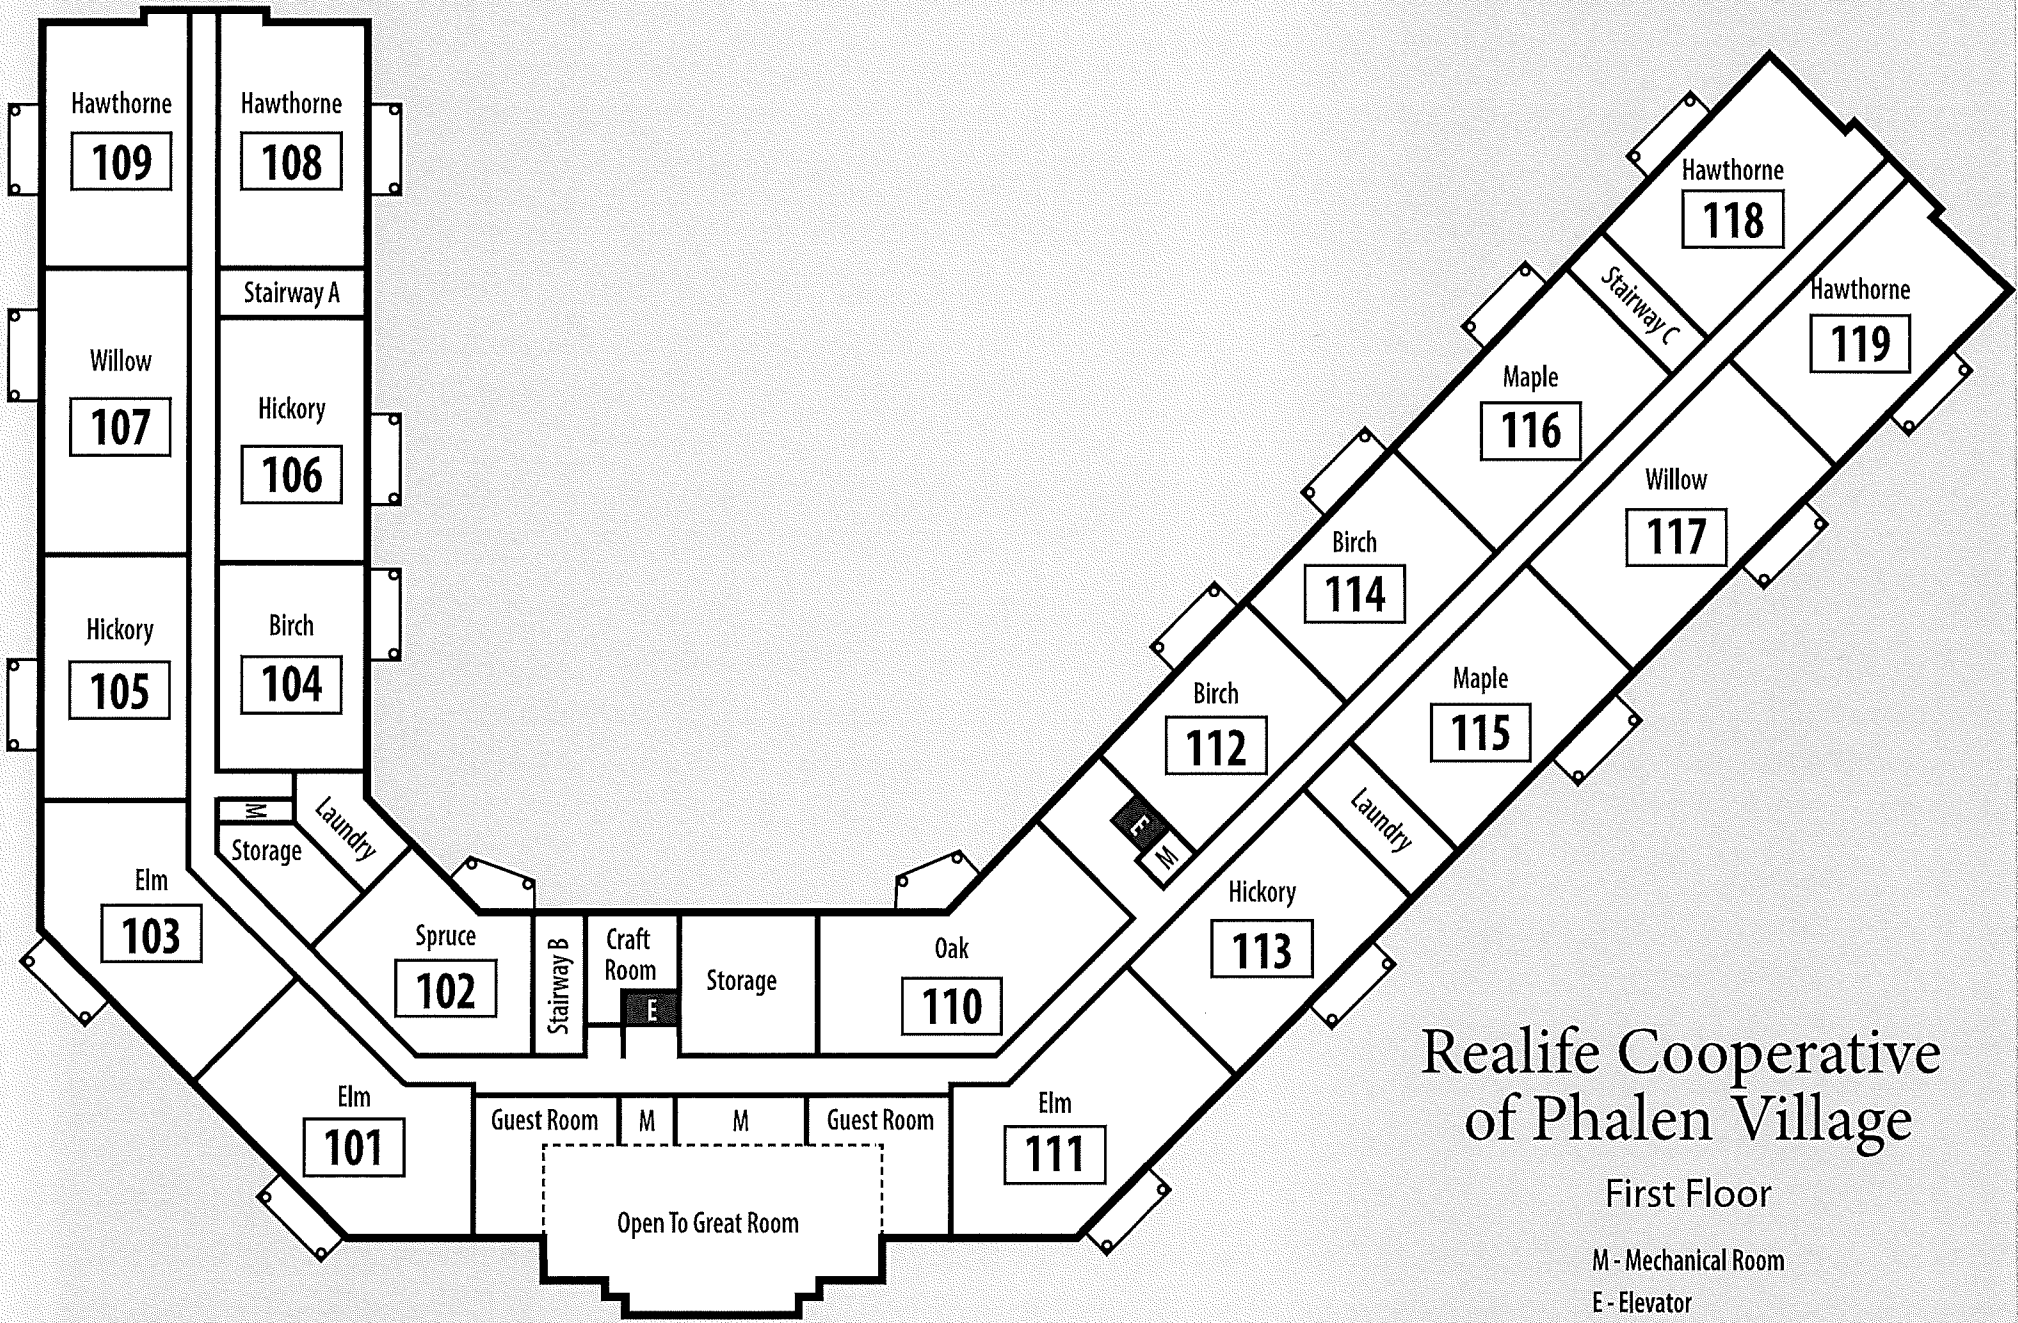 Hawthorne
109
Hawthorne
108
Stairway A
Willow
107
Hickory
106
Hickory
105
Birch
104
M
Laundry
Storage
Elm
103
Spruce
102
Stairway B
Craft
Room
E
Storage
Oak
110
Elm
101
Guest Room
M
M
Guest Room
Open To Great Room
Elm
111
Hawthorne
118
Stairway C
Hawthorne
119
Maple
116
Willow
117
Birch
114
Maple
115
Birch
112
E
M
Laundry
Hickory
113
Realife Cooperative
of Phalen Village
First Floor
M - Mechanical Room
E - Elevator